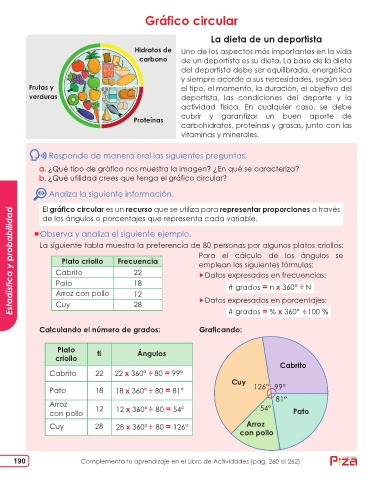 Gráfico circular
La dieta de un deportista
Hidratos de
carbono
Frutas y
verduras
Proteínas
Uno de los aspectos más importantes en la vida
de un deportista es su dieta. La base de la dieta
del deportista debe ser equilibrada, energética
y siempre acorde a sus necesidades, según sea
el tipo, el momento, la duración, el objetivo del
deportista, las condiciones del deporte y la
actividad física. En cualquier caso, se debe
cubrir y garantizar un buen aporte de
carbohidratos, proteínas y grasas, junto con las
vitaminas y minerales.
Responde de manera oral las siguientes preguntas.
a. ¿Qué tipo de gráfico nos muestra la imagen? ¿En qué se caracteriza?
b. ¿Qué utilidad crees que tenga el gráfico circular?
Analiza la siguiente información.
El gráfico circular es un recurso que se utiliza para representar proporciones a través
de los ángulos o porcentajes que representa cada variable.
Observa y analiza el siguiente ejemplo.
La siguiente tabla muestra la preferencia de 80 personas por algunos platos criollos:
Plato criollo Frecuencia
Cabrito 22
Pato 18
Arroz con pollo 12
Cuy 28
Para el cálculo de los ángulos se
emplean las siguientes fórmulas:
Datos expresados en frecuencias:
# grados = n x 360° ÷ N
Datos expresados en porcentajes:
# grados = % x 360° ÷ 100 %
Calculando el número de grados:
Plato
criollo
fi Ángulos
Cabrito 22 22 x 360° ÷ 80 = 99°
Pato 18 18 x 360° ÷ 80 = 81°
Arroz
con pollo
12 12 x 360° ÷ 80 = 54°
Cuy 28 28 x 360° ÷ 80 = 126°
Graficando:
Cabrito
Cuy
126° 99°
81°
54°
Pato
Arroz
con pollo
Estadística y probabilidad
190
Complementa tu aprendizaje en el Libro de Actividades (pág. 260 al 262)
Piza